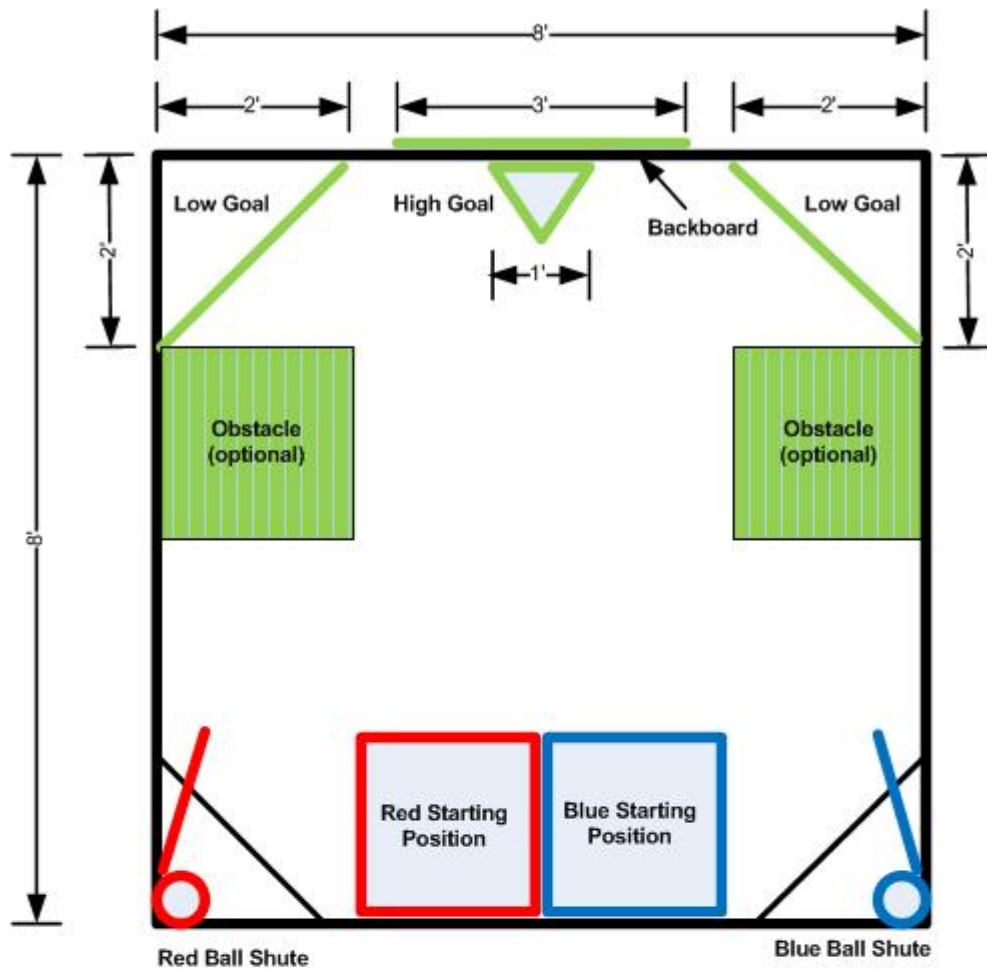 8'
2'
3'
2'
Low Goal
High Goal
Low Goal
Backboard
2'
1'
2'
Obstacle
(optional)
Obstacle
(optional)
8'
Red Starting
Position
Blue Starting
Position
Red Ball Shute
Blue Ball Shute